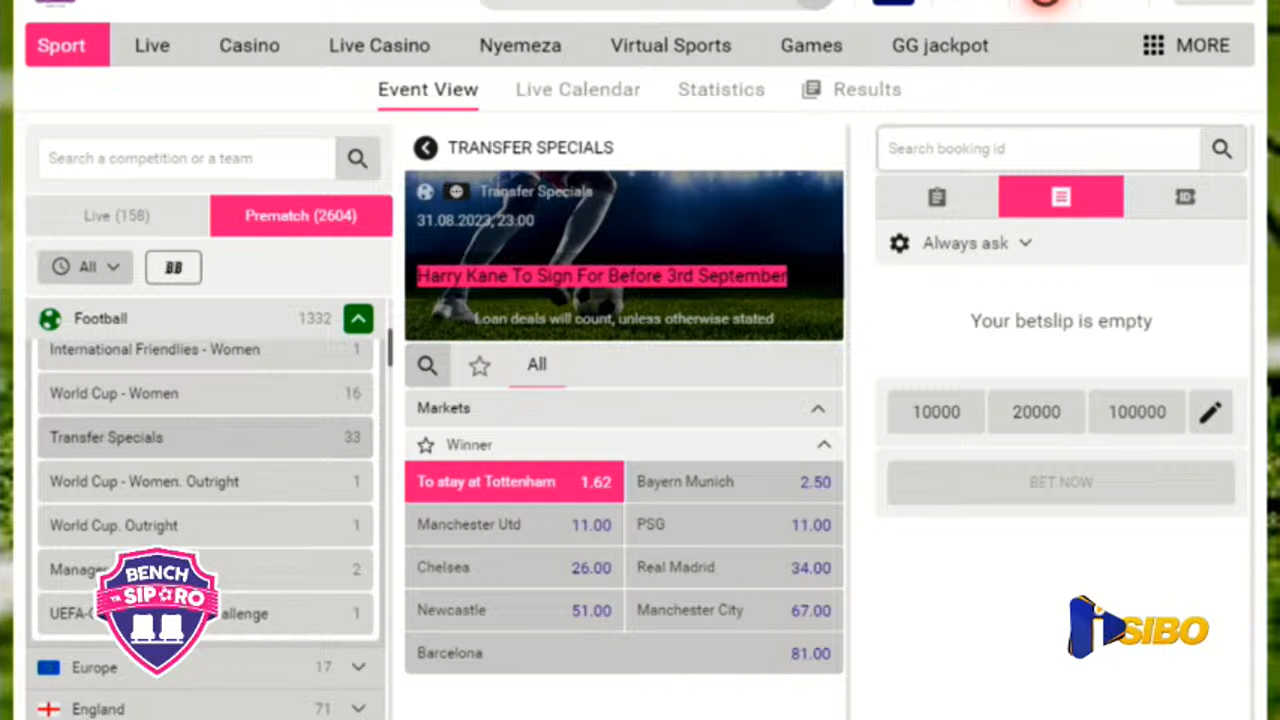 Sport Live Casino Live Casino Nyemeza Virtual Sports Games GG jackpot MORE
Event View Live Calendar Statistics Results
Search a competition or a team
Live (158) Prematch (2604)
All BB
Football 1332
International Friendlies - Women 1
World Cup - Women 16
Transfer Specials 33
World Cup - Women. Outright 1
World Cup. Outright 1
Manage 2
UEFA- allenge 1
Europe 17
England 71
BENCH
YA SIPORO
TRANSFER SPECIALS
Transfer Specials
31.08.2023, 23:00
Harry Kane To Sign For Before 3rd September
Loan deals will count, unless otherwise stated
All
Markets
Winner
To stay at Tottenham 1.62 Bayern Munich 2.50
Manchester Utd 11.00 PSG 11.00
Chelsea 26.00 Real Madrid 34.00
Newcastle 51.00 Manchester City 67.00
Barcelona 81.00
Search booking id
ID
Always ask
Your betslip is empty
10000 20000 100000
BET NOW
ISIBO